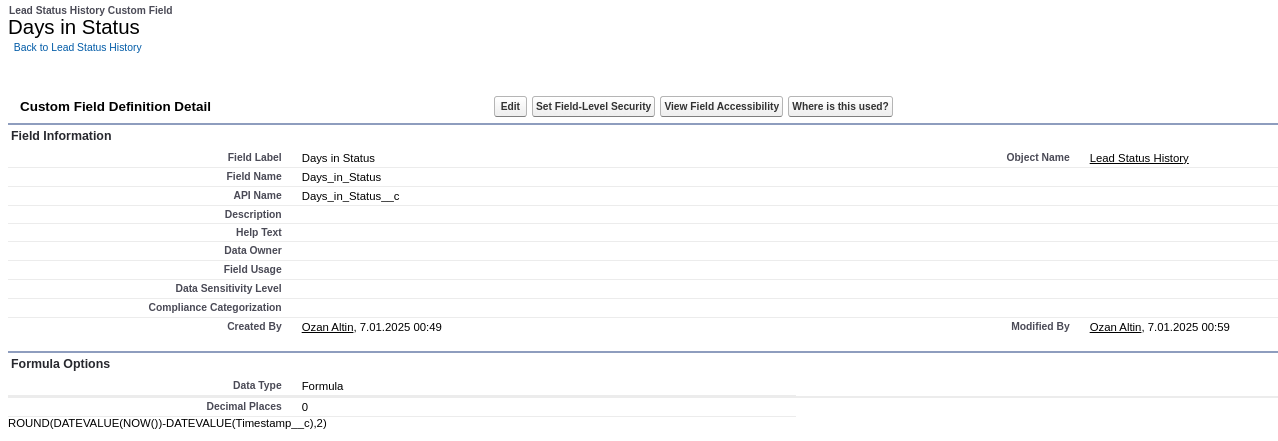 Lead Status History Custom Field
Days in Status
Back to Lead Status History
Custom Field Definition Detail Edit Set Field-Level Security View Field Accessibility Where is this used?
Field Information
Field Label Days in Status Object Name Lead Status History
Field Name Days_in_Status
API Name Days_in_Status__c
Description
Help Text
Data Owner
Field Usage
Data Sensitivity Level
Compliance Categorization
Created By Ozan Altin, 7.01.2025 00:49 Modified By Ozan Altin, 7.01.2025 00:59
Formula Options
Data Type Formula
Decimal Places 0
ROUND(DATEVALUE(NOW())-DATEVALUE(Timestamp__c),2)